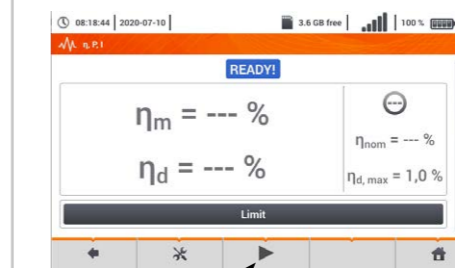 08:18:44 2020-07-10 3.6 GB free 100 %
η, P, I
READY!
ηm = --- %
ηd = --- %
---
ηnom = --- %
ηd, max = 1,0 %
Limit